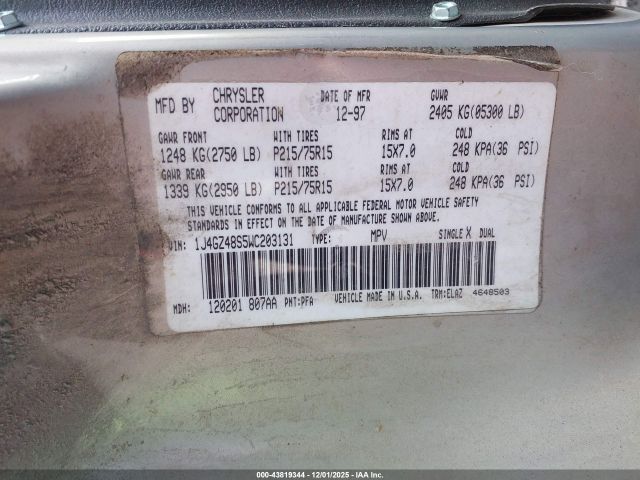 MFD BY CHRYSLER CORPORATION DATE OF MFR 12-97 GVWR 2405 KG(05300 LB)
GAWR FRONT WITH TIRES RIMS AT COLD
1248 KG(2750 LB) P215/75R15 15X7.0 248 KPA(36 PSI)
GAWR REAR WITH TIRES RIMS AT COLD
1339 KG(2950 LB) P215/75R15 15X7.0 248 KPA(36 PSI)
THIS VEHICLE CONFORMS TO ALL APPLICABLE FEDERAL MOTOR VEHICLE SAFETY
STANDARDS IN EFFECT ON THE DATE OF MANUFACTURE SHOWN ABOVE.
VIN: 1J4GZ48S5WC203131 TYPE: MPV SINGLE X DUAL
MDH: 120201 807AA PNT:PFA VEHICLE MADE IN U.S.A. TRM:ELAZ 4648503
000-43819344 • 12/01/2025 • IAA, Inc.